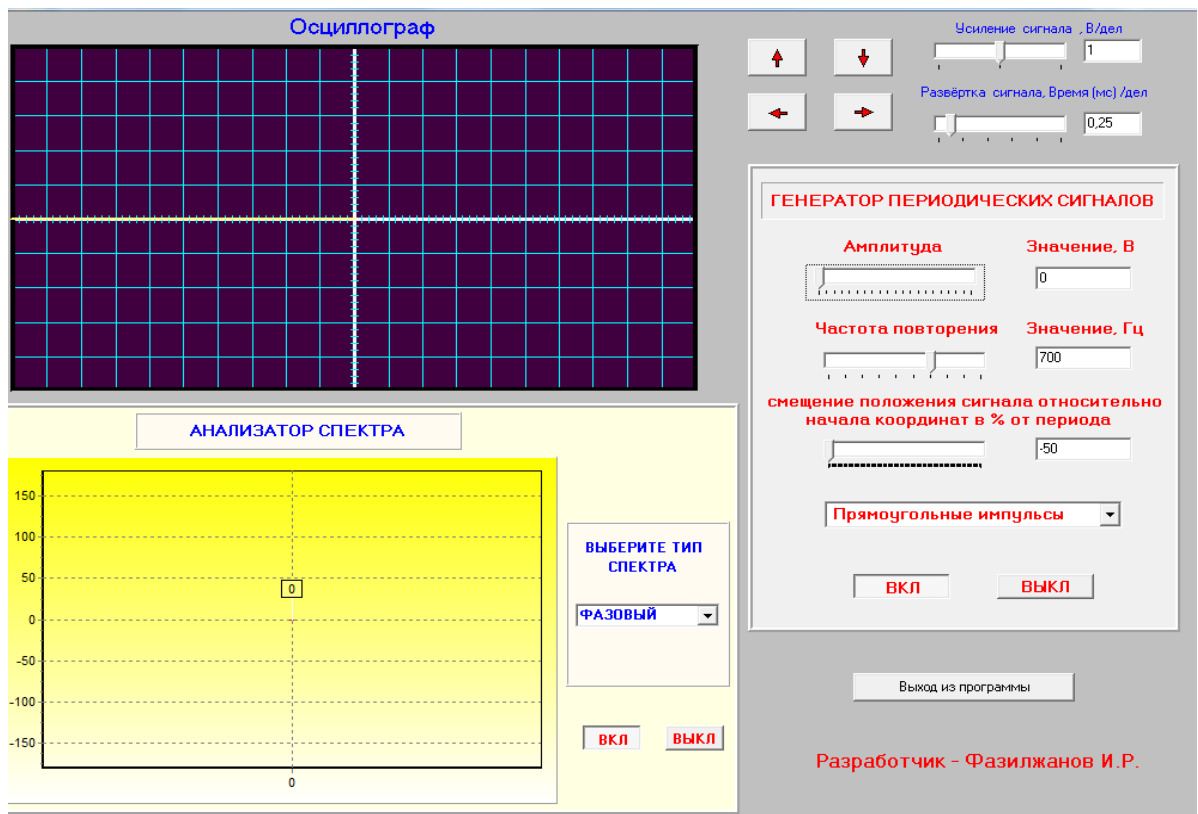 Осциллограф
Усиление сигнала , В/дел
1
Развёртка сигнала, Время (мс) /дел
0,25
ГЕНЕРАТОР ПЕРИОДИЧЕСКИХ СИГНАЛОВ
Амплитуда
Значение, В
0
Частота повторения
Значение, Гц
700
смещение положения сигнала относительно
начала координат в % от периода
-50
Прямоугольные импульсы
ВКЛ
ВЫКЛ
АНАЛИЗАТОР СПЕКТРА
150
100
50
0
-50
-100
-150
0
0
ВЫБЕРИТЕ ТИП
СПЕКТРА
ФАЗОВЫЙ
ВКЛ
ВЫКЛ
Выход из программы
Разработчик - Фазилжанов И.Р.